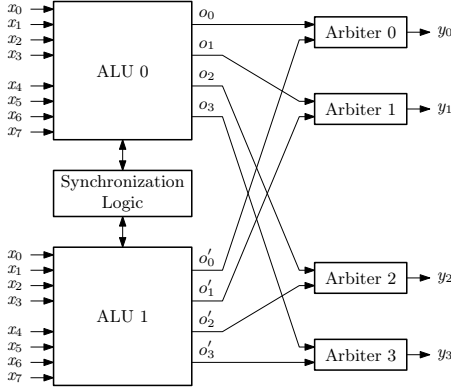 x₀
x₁
x₂
x₃
x₄
x₅
x₆
x₇
ALU 0
o₀
o₁
o₂
o₃
Synchronization
Logic
x₀
x₁
x₂
x₃
x₄
x₅
x₆
x₇
ALU 1
o′₀
o′₁
o′₂
o′₃
Arbiter 0
y₀
Arbiter 1
y₁
Arbiter 2
y₂
Arbiter 3
y₃